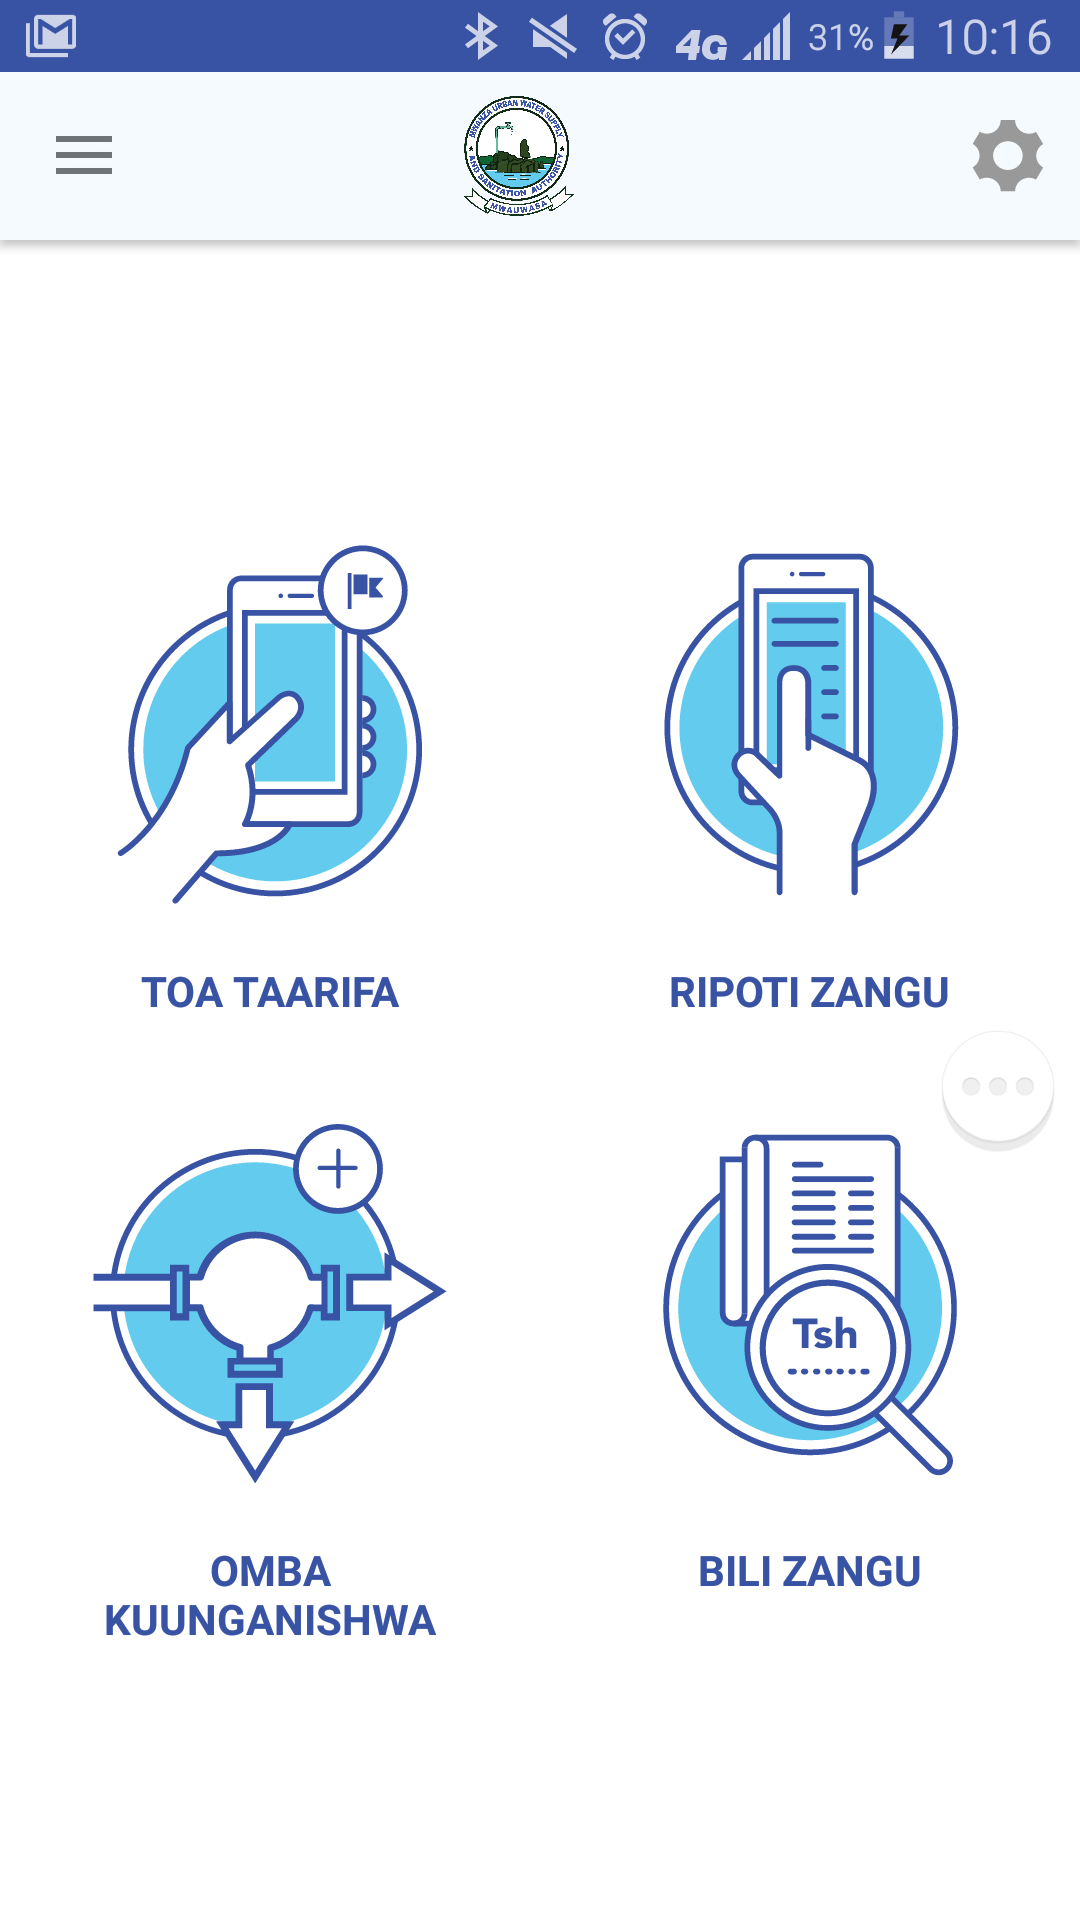 4G 31% 10:16
MWANZA URBAN WATER SUPPLY
AND SANITATION AUTHORITY
MWAUWASA
TOA TAARIFA
RIPOTI ZANGU
Tsh
OMBA
KUUNGANISHWA
BILI ZANGU